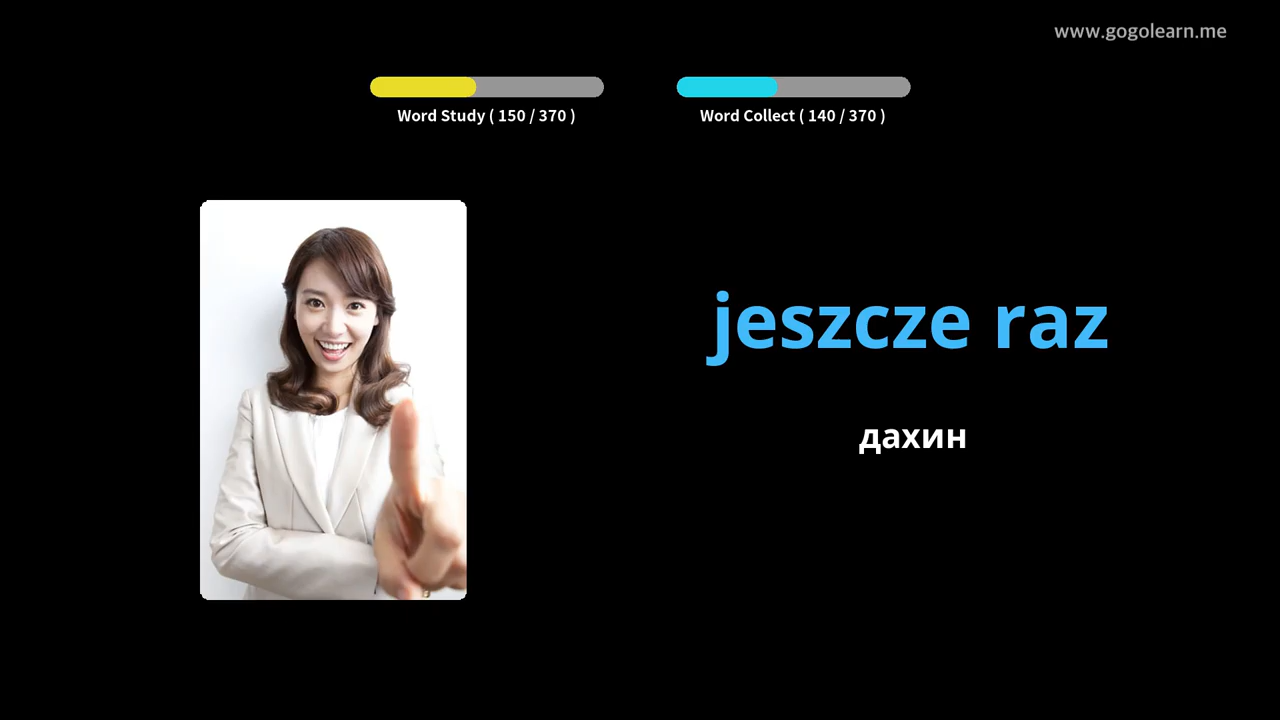 www.gogolearn.me
Word Study ( 150 / 370 )
Word Collect ( 140 / 370 )
jeszcze raz
дахин